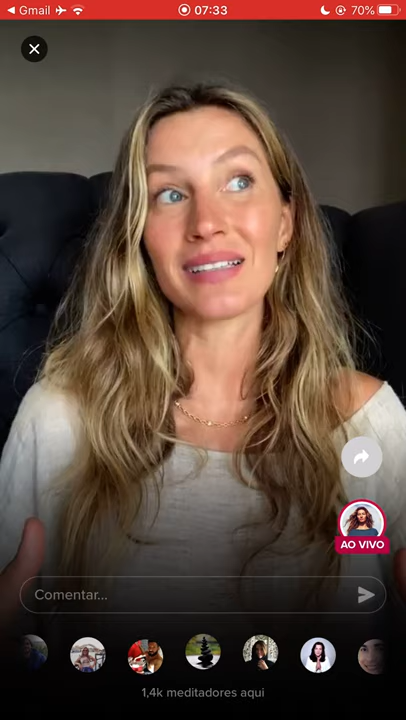 Gmail
07:33
70%
AO VIVO
Comentar...
1,4k meditadores aqui